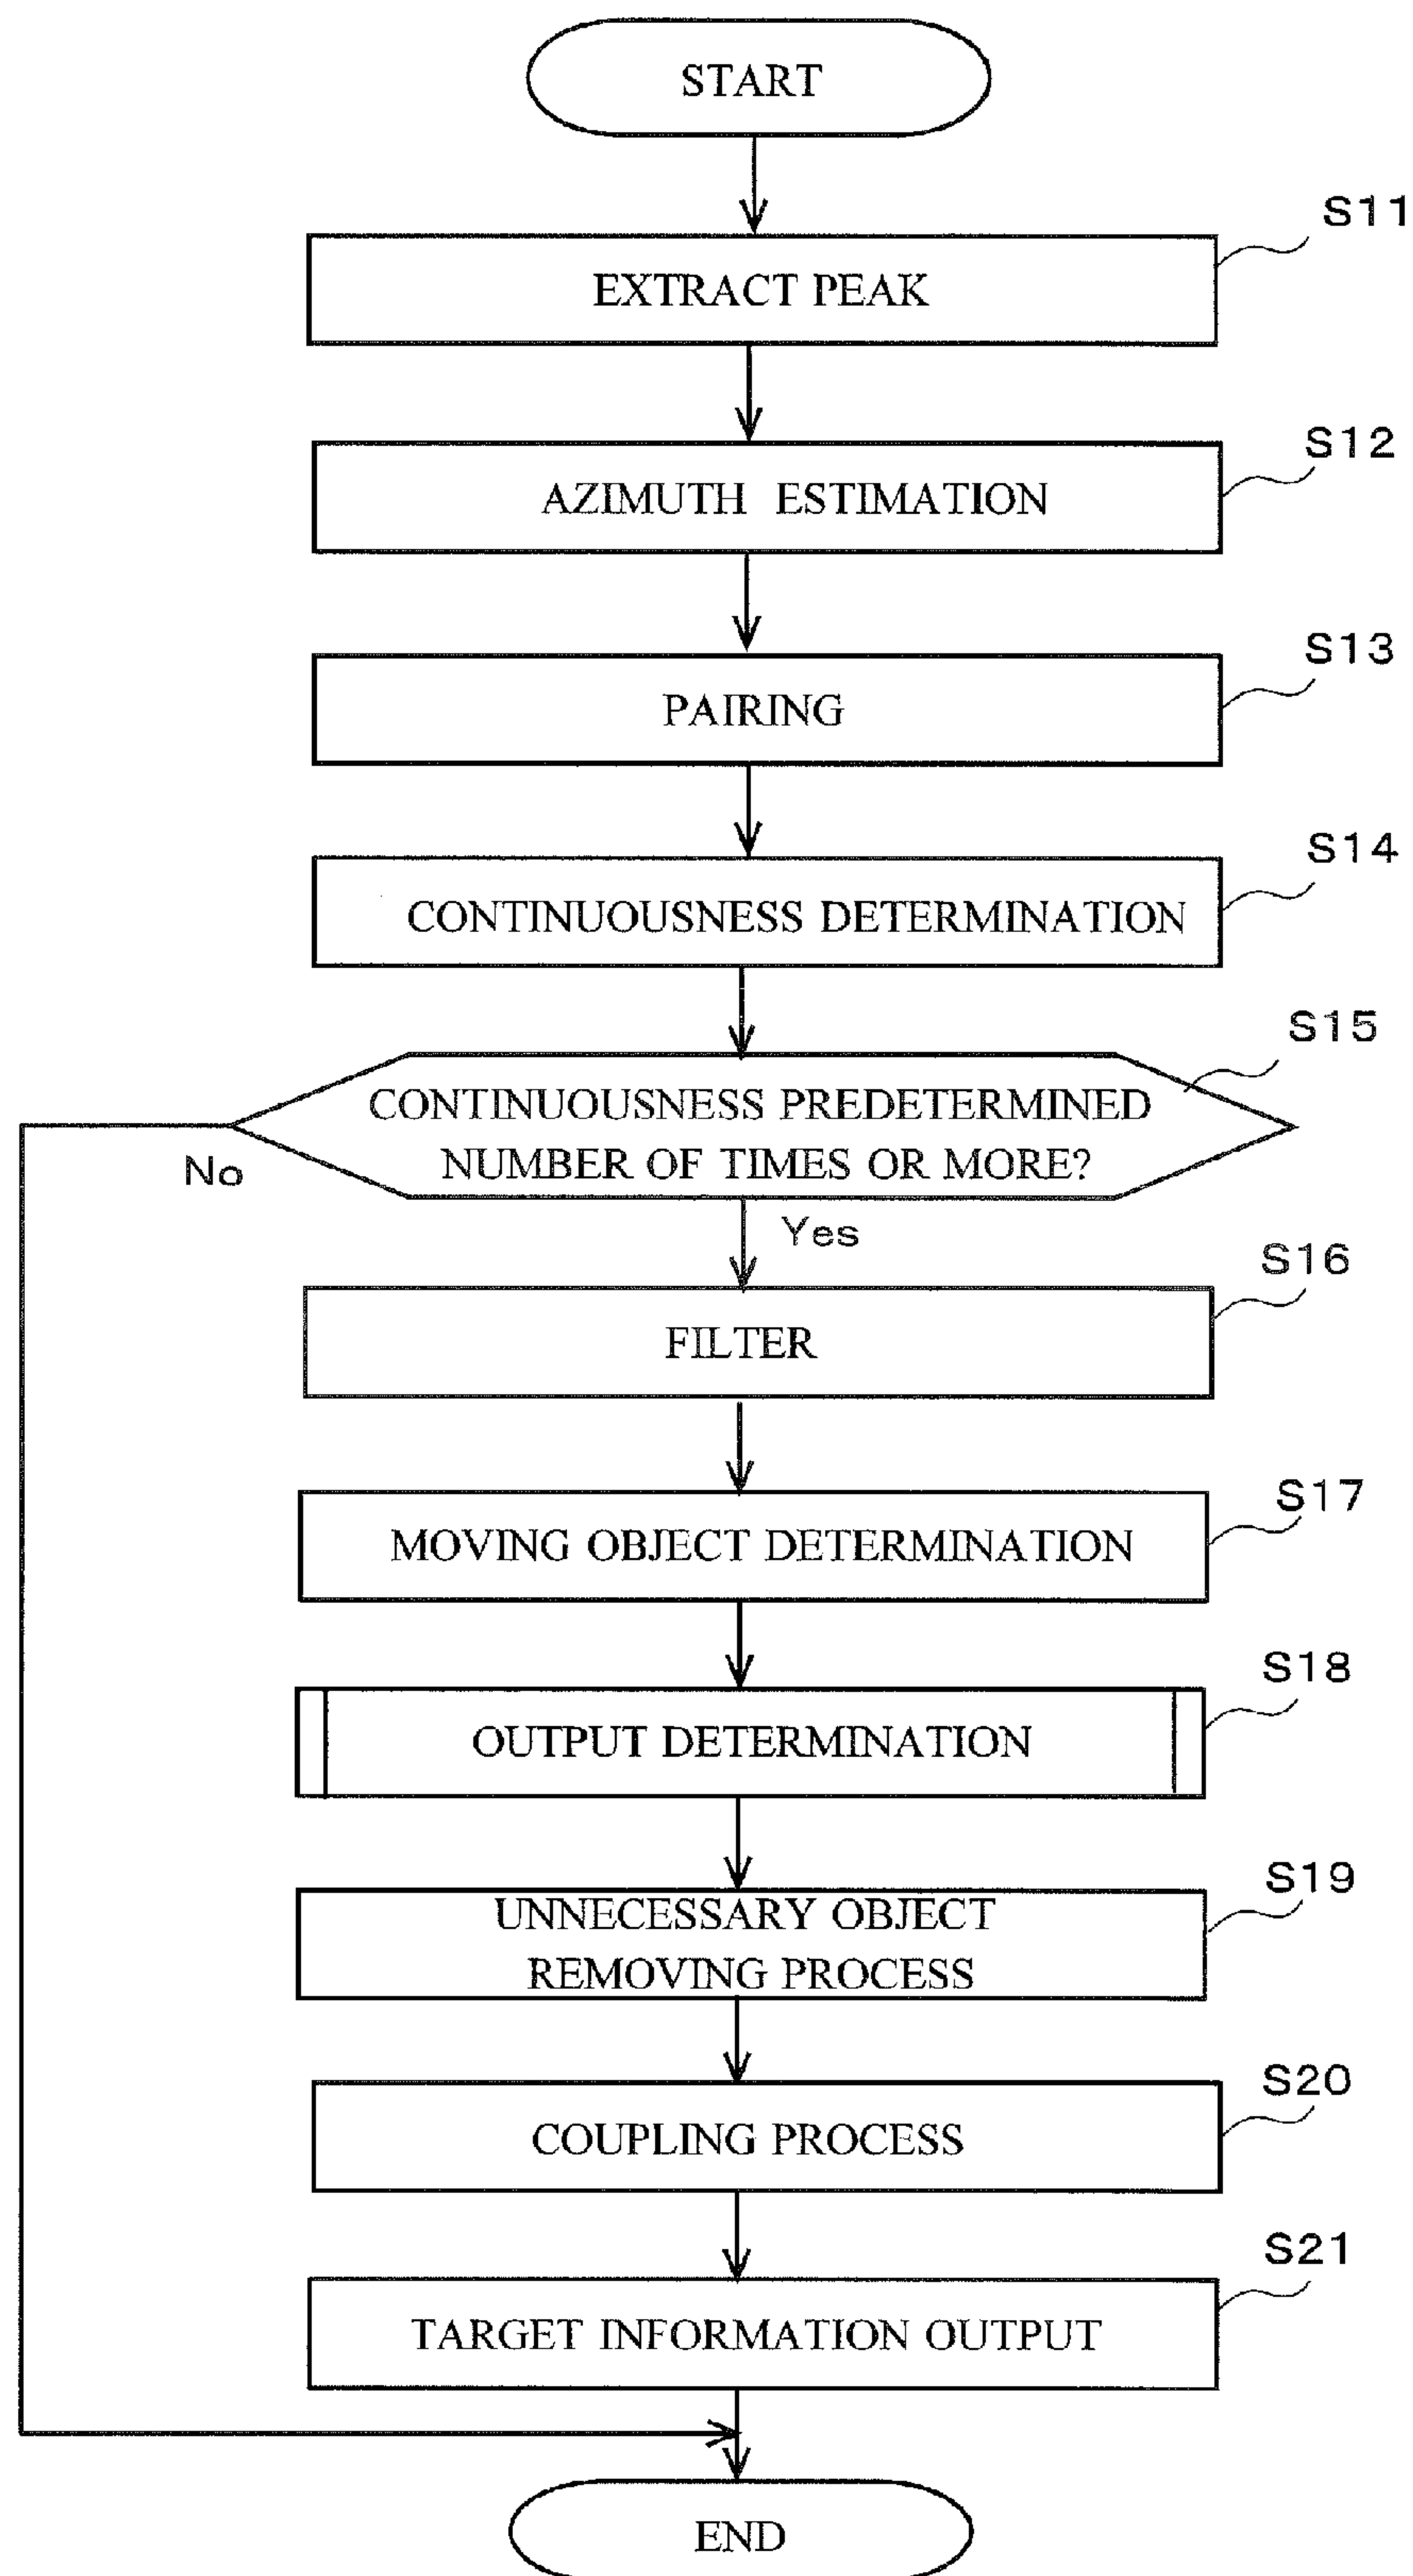 START
S11
EXTRACT PEAK
S12
AZIMUTH ESTIMATION
S13
PAIRING
S14
CONTINUOUSNESS DETERMINATION
S15
CONTINUOUSNESS PREDETERMINED
NUMBER OF TIMES OR MORE?
No
Yes
S16
FILTER
S17
MOVING OBJECT DETERMINATION
S18
OUTPUT DETERMINATION
S19
UNNECESSARY OBJECT
REMOVING PROCESS
S20
COUPLING PROCESS
S21
TARGET INFORMATION OUTPUT
END